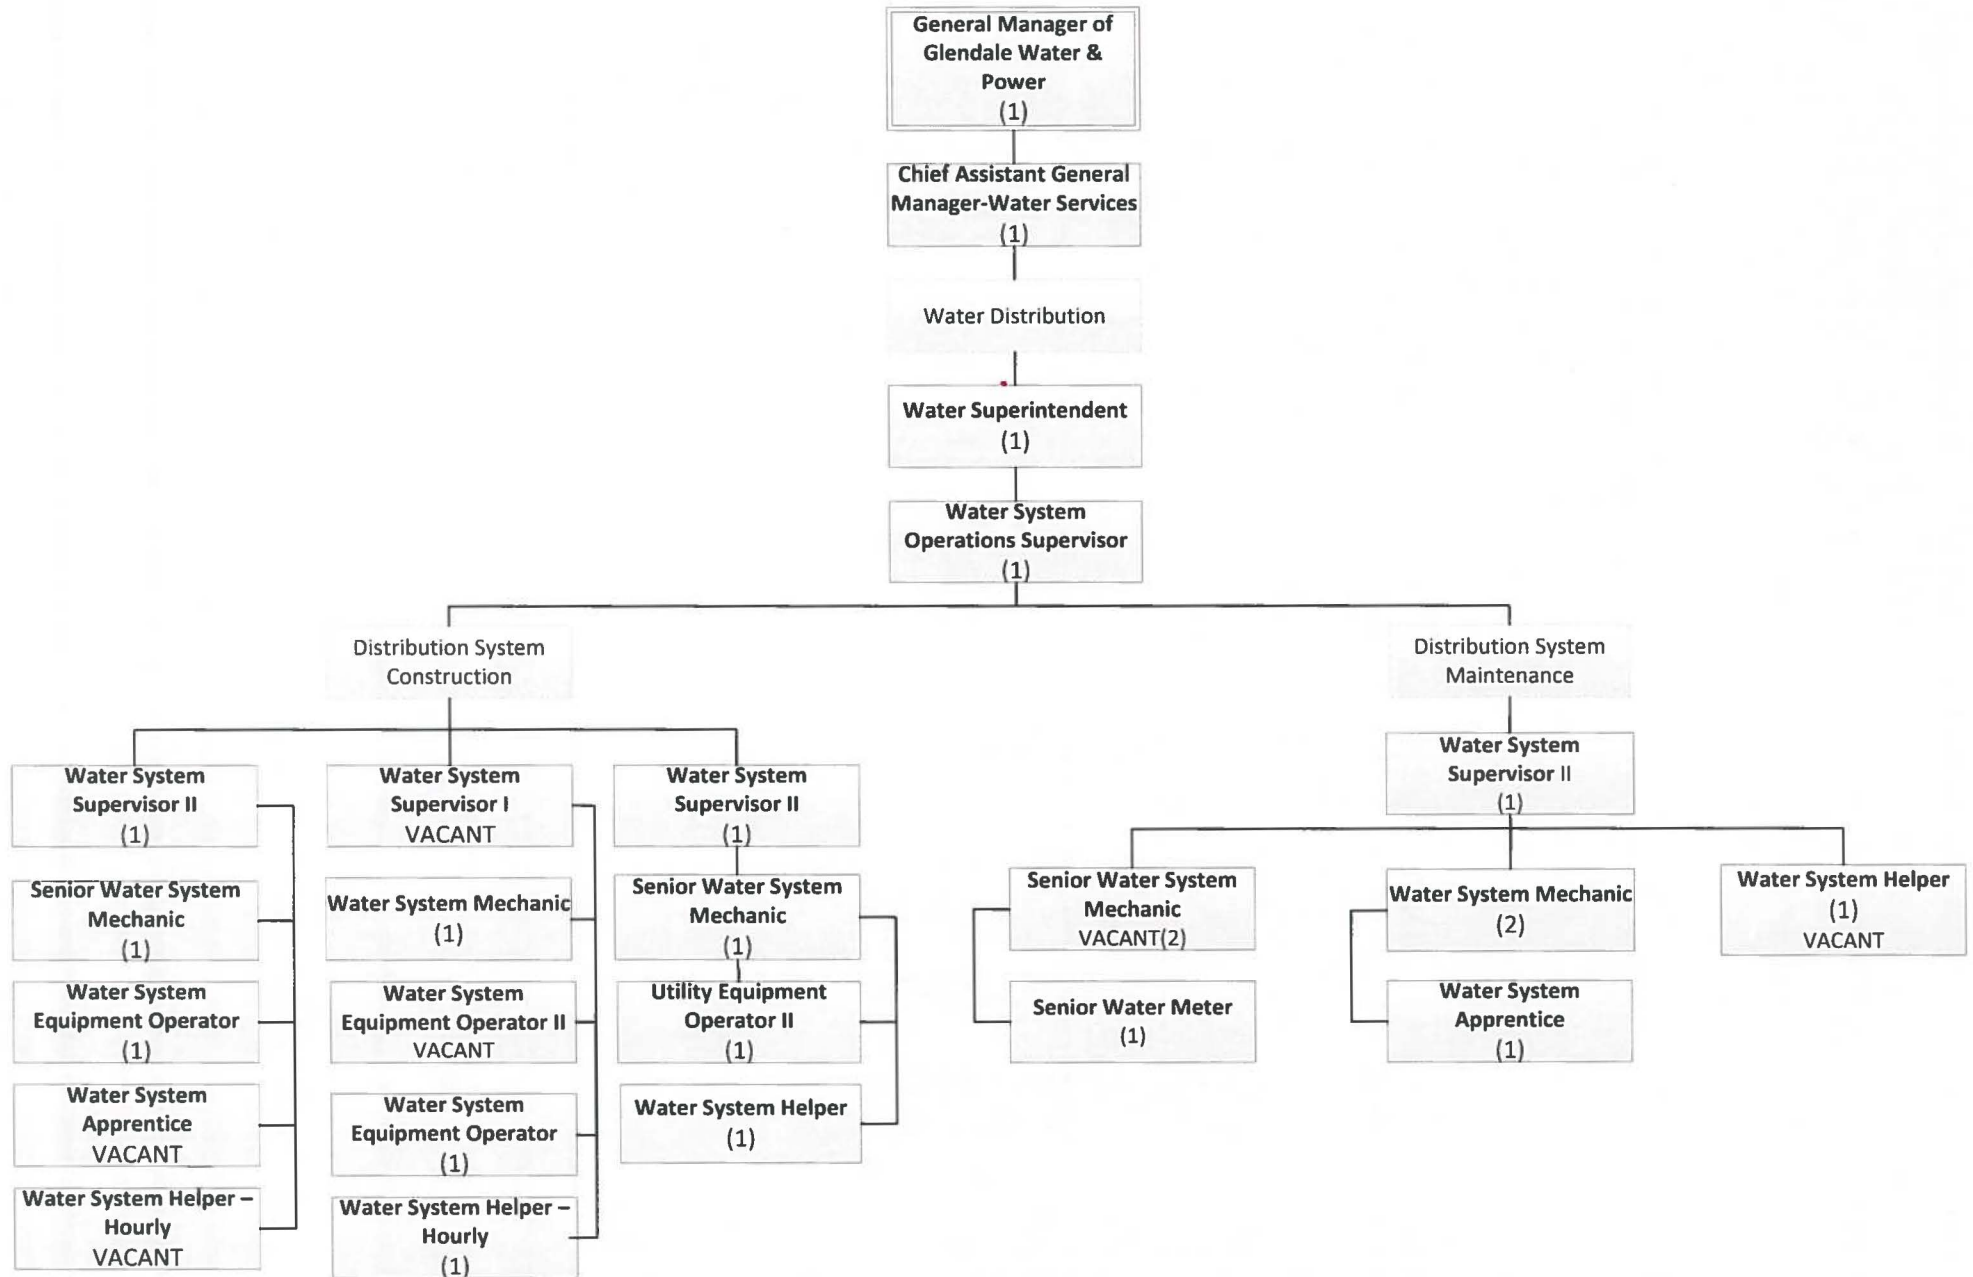 General Manager of
Glendale Water &
Power
(1)
Chief Assistant General
Manager-Water Services
(1)
Water Distribution
Water Superintendent
(1)
Water System
Operations Supervisor
(1)
Distribution System
Construction
Water System
Supervisor II
(1)
Senior Water System
Mechanic
(1)
Water System
Equipment Operator
(1)
Water System
Apprentice
VACANT
Water System Helper –
Hourly
VACANT
Water System
Supervisor I
VACANT
Water System Mechanic
(1)
Water System
Equipment Operator II
VACANT
Water System
Equipment Operator
(1)
Water System Helper –
Hourly
(1)
Water System
Supervisor II
(1)
Senior Water System
Mechanic
(1)
Utility Equipment
Operator II
(1)
Water System Helper
(1)
Distribution System
Maintenance
Water System
Supervisor II
(1)
Senior Water System
Mechanic
VACANT(2)
Senior Water Meter
(1)
Water System Mechanic
(2)
Water System
Apprentice
(1)
Water System Helper
(1)
VACANT